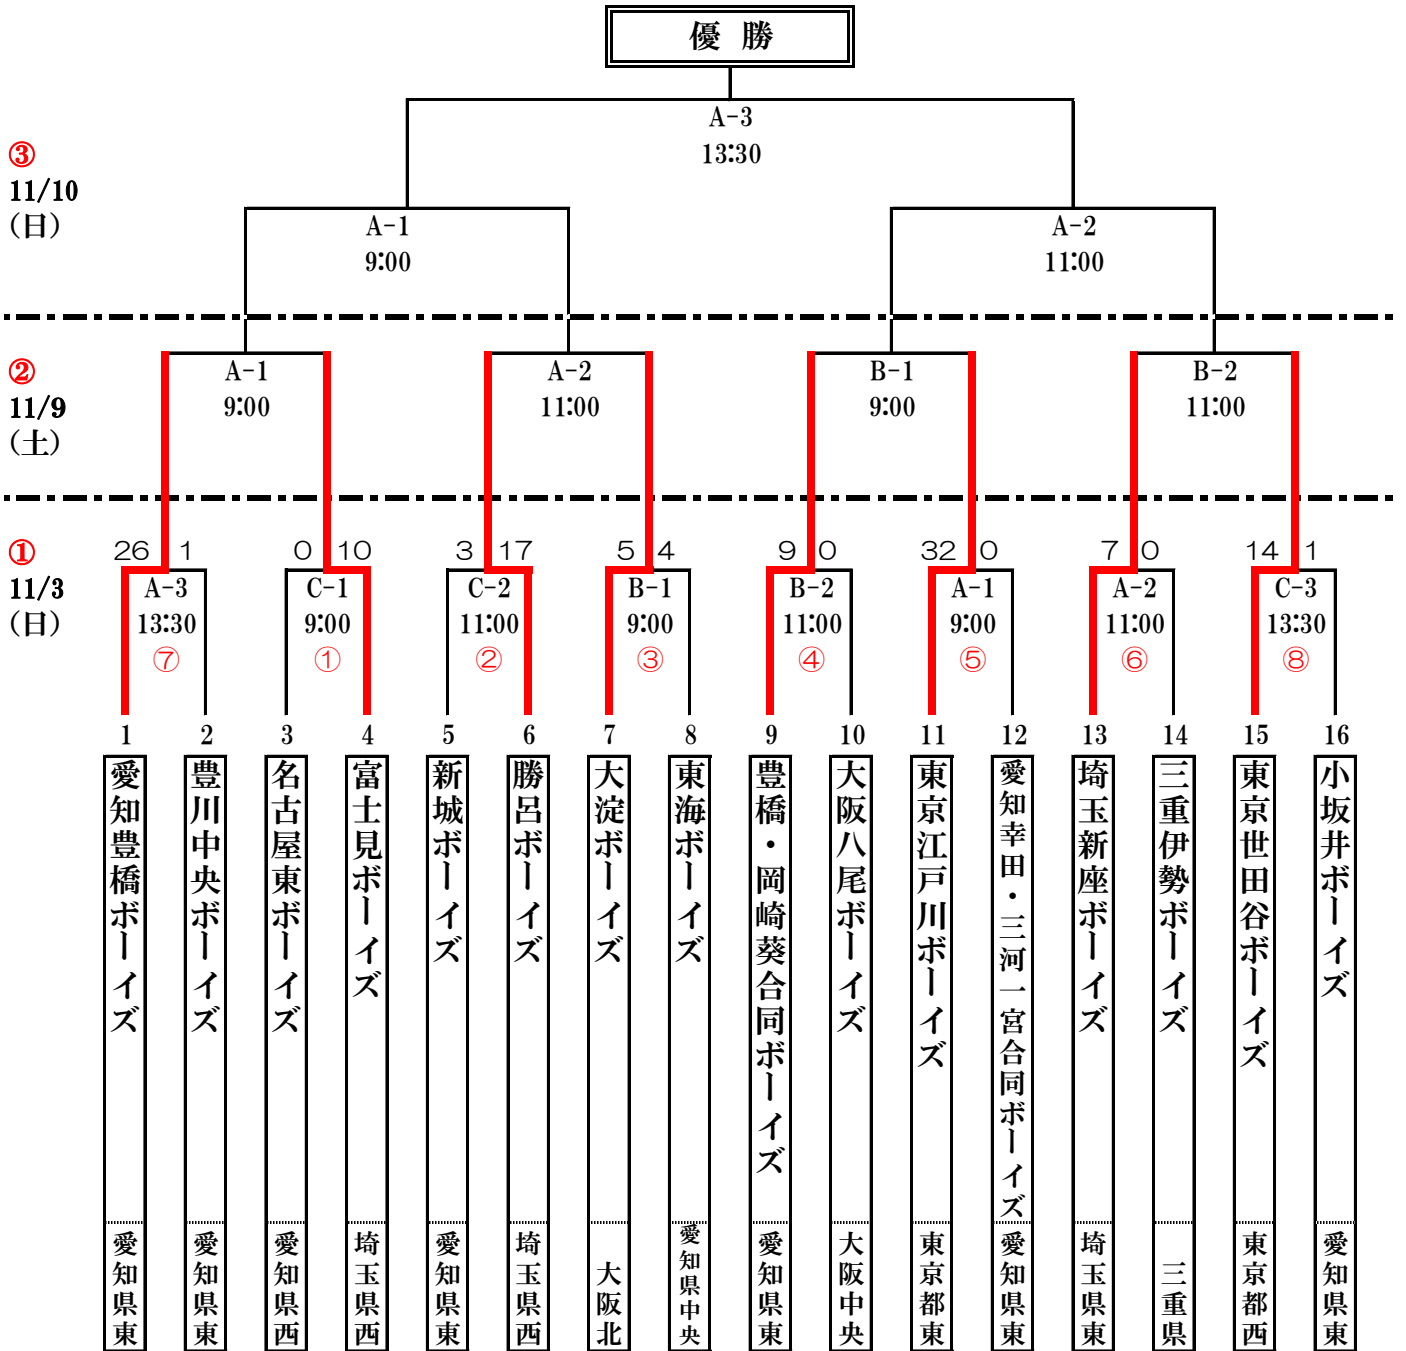 優勝
A-3
13:30
③
11/10
(日)
A-1
9:00
A-2
11:00
②
11/9
(土)
A-1
9:00
A-2
11:00
B-1
9:00
B-2
11:00
①
11/3
(日)
26 1
A-3
13:30
⑦
0 10
C-1
9:00
①
3 17
C-2
11:00
②
5 4
B-1
9:00
③
9 0
B-2
11:00
④
32 0
A-1
9:00
⑤
7 0
A-2
11:00
⑥
14 1
C-3
13:30
⑧
1
愛知豊橋ボーイズ
愛知県東
2
豊川中央ボーイズ
愛知県東
3
名古屋東ボーイズ
愛知県西
4
富士見ボーイズ
埼玉県西
5
新城ボーイズ
愛知県東
6
勝呂ボーイズ
埼玉県西
7
大淀ボーイズ
大阪北
8
東海ボーイズ
愛知県中央
9
豊橋・岡崎葵合同ボーイズ
愛知県東
10
大阪八尾ボーイズ
大阪中央
11
東京江戸川ボーイズ
東京都東
12
愛知幸田・三河一宮合同ボーイズ
愛知県東
13
埼玉新座ボーイズ
埼玉県東
14
三重伊勢ボーイズ
三重県
15
東京世田谷ボーイズ
東京都西
16
小坂井ボーイズ
愛知県東